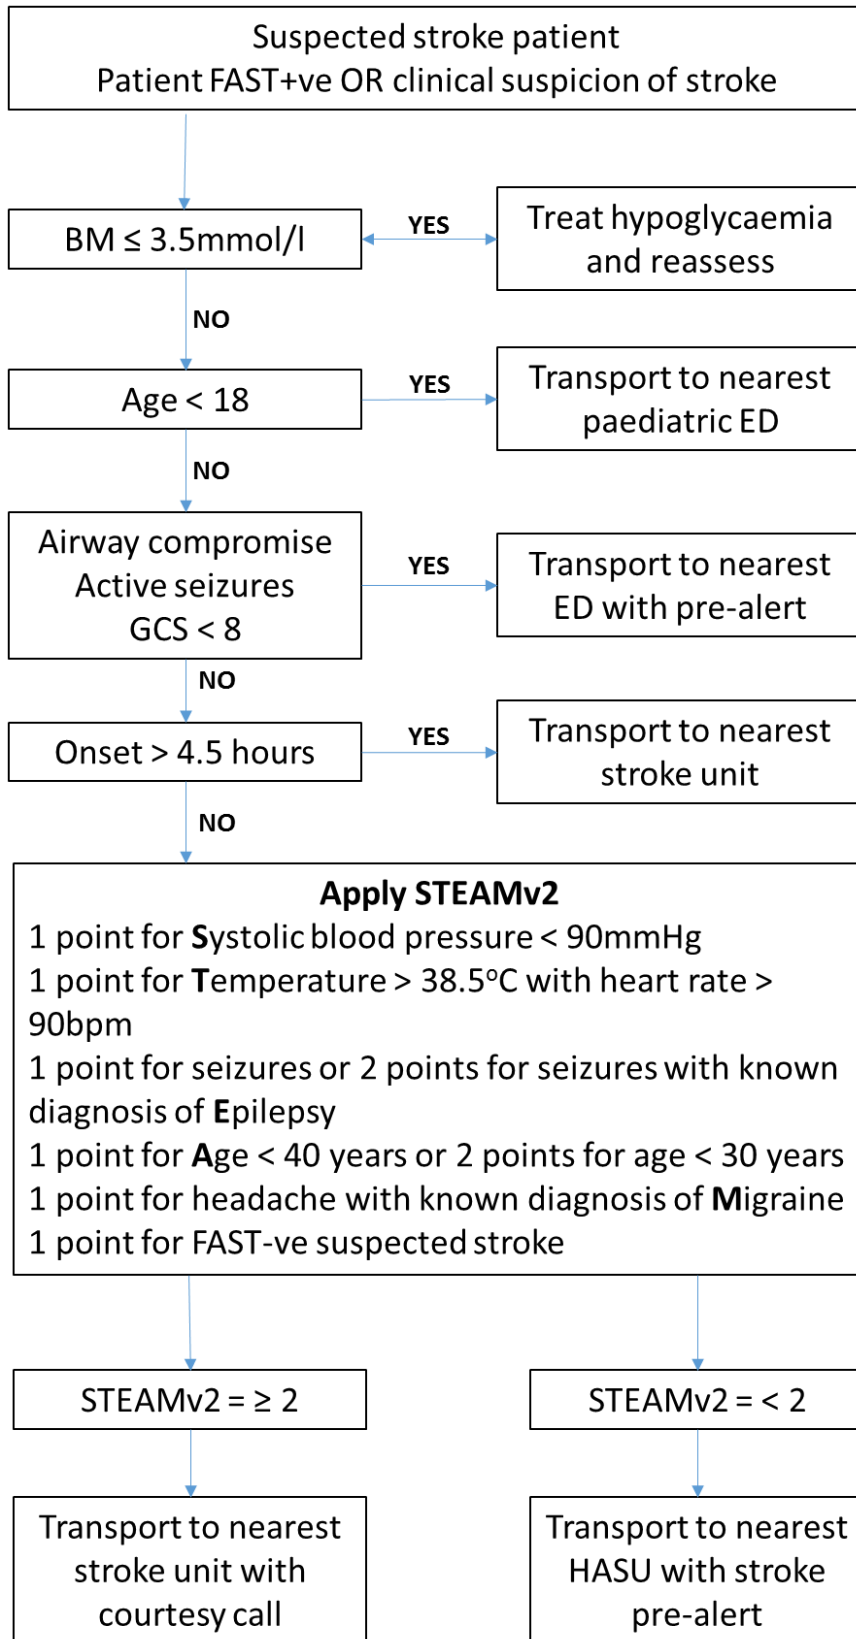 Suspected stroke patient
Patient FAST+ve OR clinical suspicion of stroke
BM ≤ 3.5mmol/l
YES
Treat hypoglycaemia
and reassess
NO
Age < 18
YES
Transport to nearest
paediatric ED
NO
Airway compromise
Active seizures
GCS < 8
YES
Transport to nearest
ED with pre-alert
NO
Onset > 4.5 hours
YES
Transport to nearest
stroke unit
NO
Apply STEAMv2
1 point for Systolic blood pressure < 90mmHg
1 point for Temperature > 38.5°C with heart rate >
90bpm
1 point for seizures or 2 points for seizures with known
diagnosis of Epilepsy
1 point for Age < 40 years or 2 points for age < 30 years
1 point for headache with known diagnosis of Migraine
1 point for FAST-ve suspected stroke
STEAMv2 = ≥ 2
STEAMv2 = < 2
Transport to nearest
stroke unit with
courtesy call
Transport to nearest
HASU with stroke
pre-alert